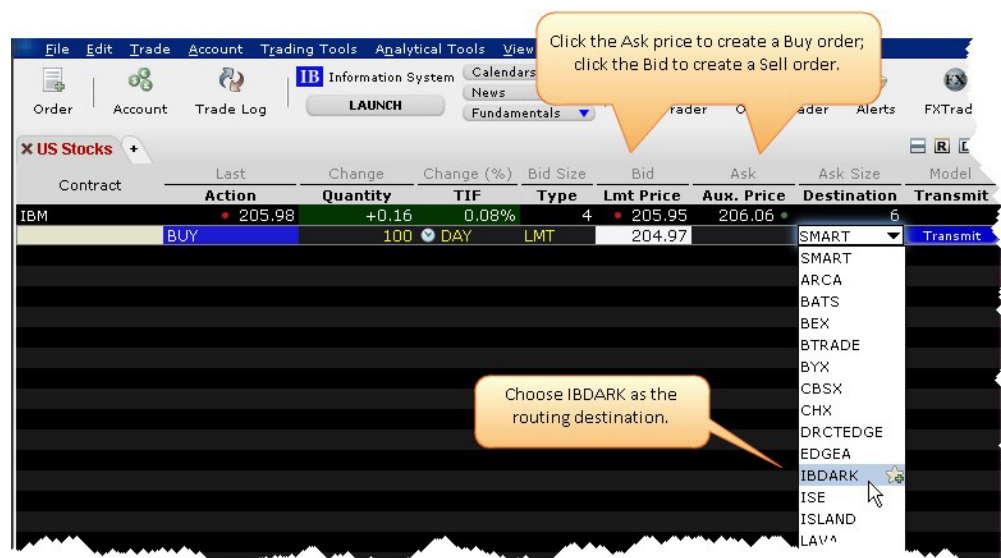 Click the Ask price to create a Buy order;
click the Bid to create a Sell order.
File Edit Trade Account Trading Tools Analytical Tools View
IB Information System Calendars
News
LAUNCH Fundamentals
Order Account Trade Log Alerts FX FXTrad
US Stocks +
R
Contract Last Change Change (%) Bid Size Bid Ask Ask Size Model
Action Quantity TIF Type Lmt Price Aux. Price Destination Transmit
IBM 205.98 +0.16 0.08% 4 205.95 206.06 6
BUY 100 DAY LMT 204.97 SMART Transmit
SMART
ARCA
BATS
BEX
BTRADE
BYX
CBSX
CHX
DRCTEDGE
EDGEA
Choose IBDARK as the
routing destination.
IBDARK
ISE
ISLAND